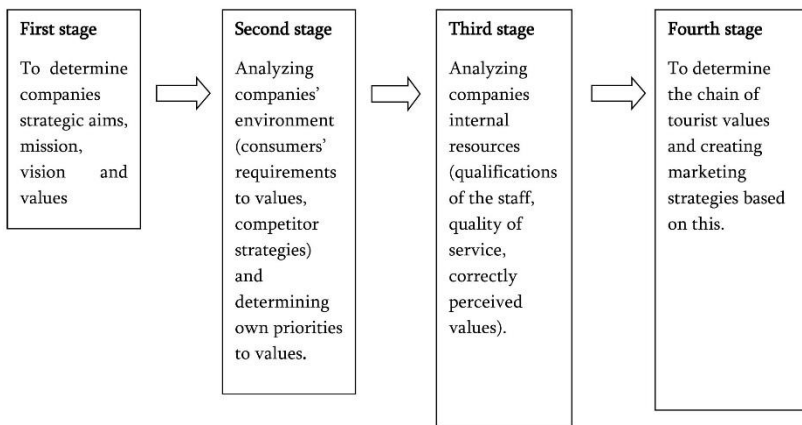 First stage
To determine
companies
strategic aims,
mission,
vision and
values
Second stage
Analyzing
companies’
environment
(consumers’
requirements
to values,
competitor
strategies)
and
determining
own priorities
to values.
Third stage
Analyzing
companies
internal
resources
(qualifications
of the staff,
quality of
service,
correctly
perceived
values).
Fourth stage
To determine
the chain of
tourist values
and creating
marketing
strategies based
on this.